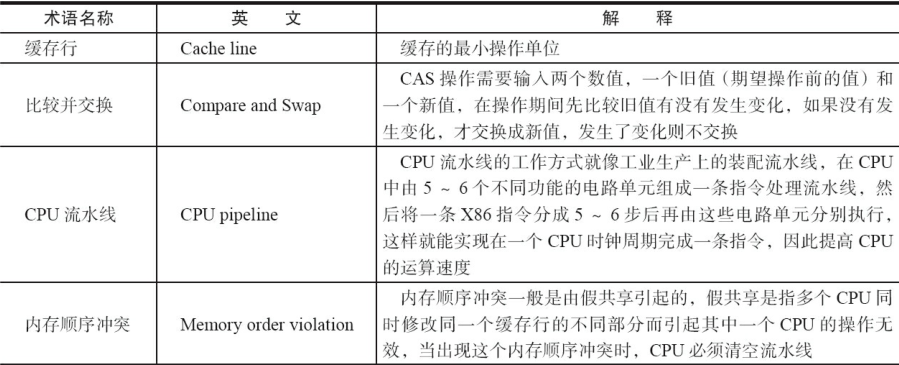 术语名称 英 文 解 释
缓存行 Cache line 缓存的最小操作单位
比较并交换 Compare and Swap CAS 操作需要输入两个数值，一个旧值（期望操作前的值）和
一个新值，在操作期间先比较旧值有没有发生变化，如果没有发
生变化，才交换成新值，发生了变化则不交换
CPU 流水线 CPU pipeline CPU 流水线的工作方式就像工业生产上的装配流水线，在 CPU
中由 5 ～ 6 个不同功能的电路单元组成一条指令处理流水线，然
后将一条 X86 指令分成 5 ～ 6 步后再由这些电路单元分别执行，
这样就能实现在一个 CPU 时钟周期完成一条指令，因此提高 CPU
的运算速度
内存顺序冲突 Memory order violation 内存顺序冲突一般是由假共享引起的，假共享是指多个 CPU 同
时修改同一个缓存行的不同部分而引起其中一个 CPU 的操作无
效，当出现这个内存顺序冲突时，CPU 必须清空流水线